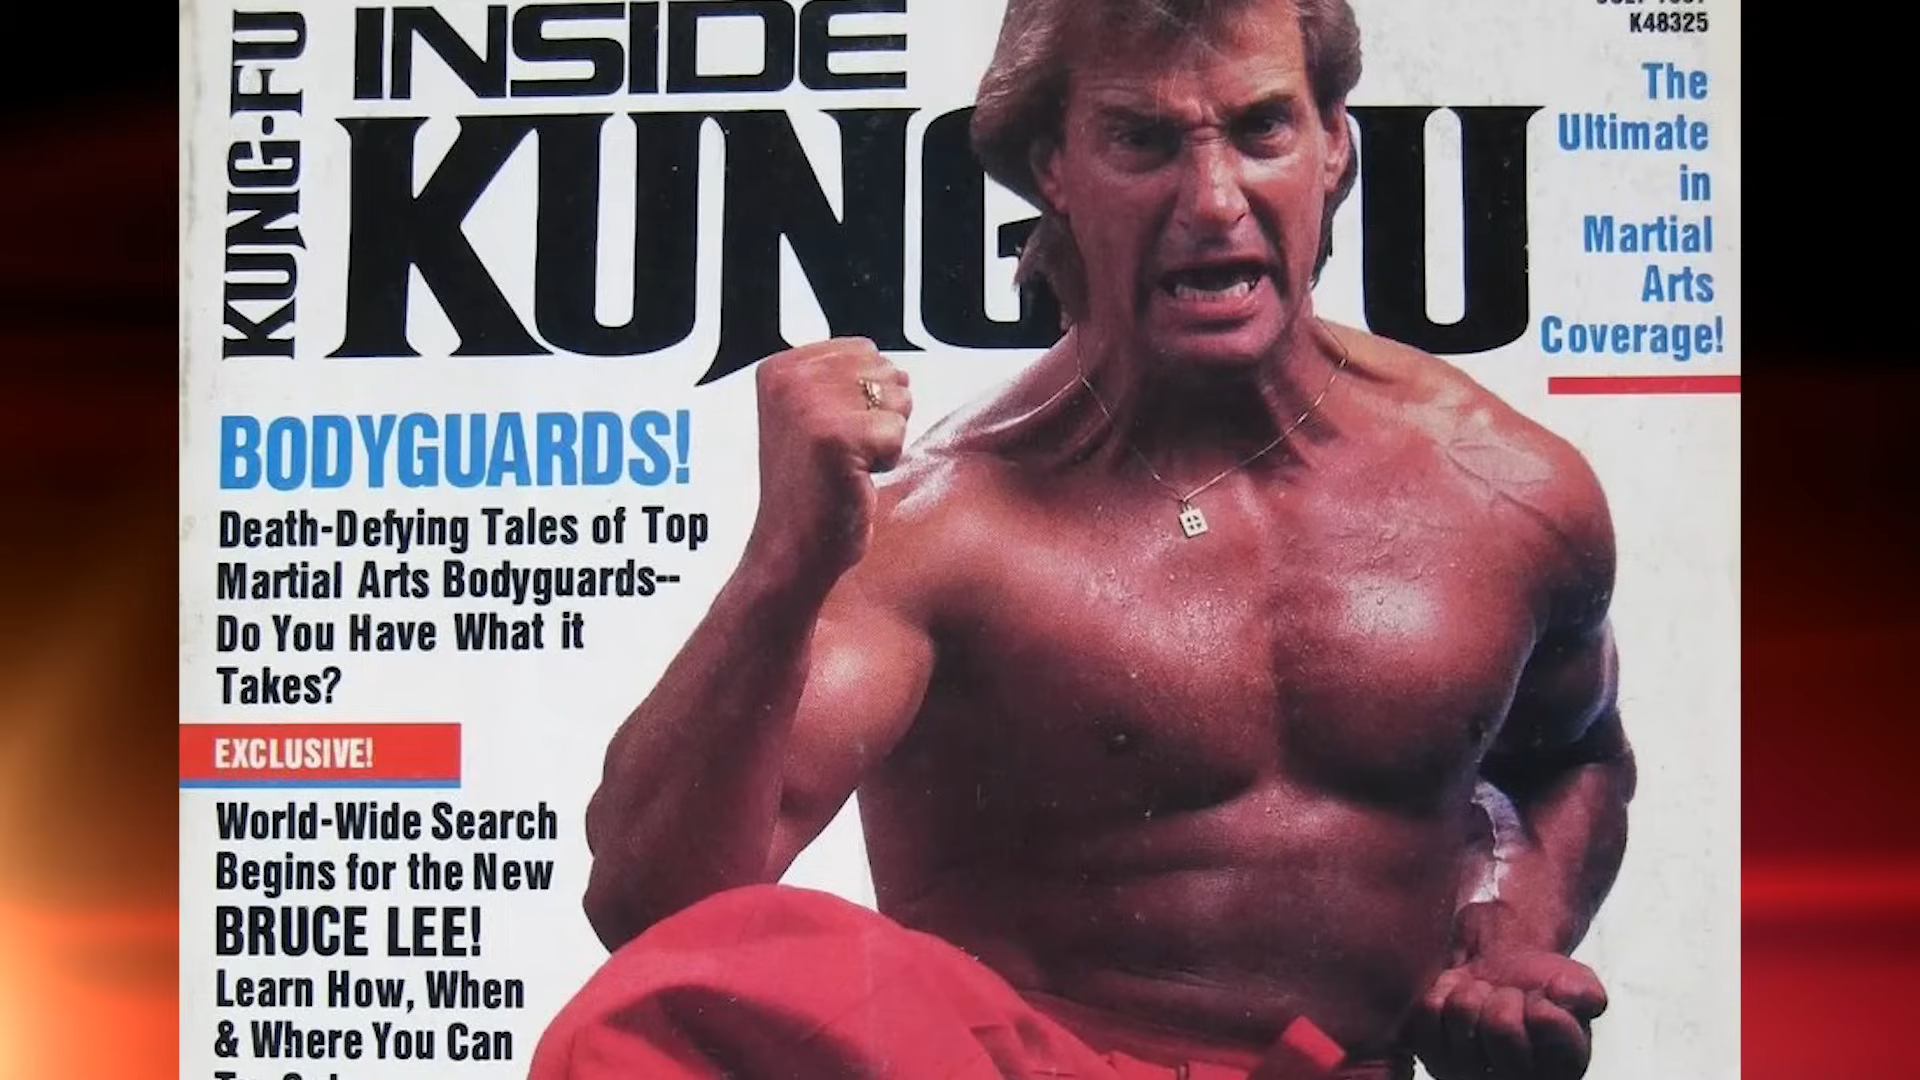 KUNG-FU
INSIDE
KUNG U
K48325
The
Ultimate
in
Martial
Arts
Coverage!
BODYGUARDS!
Death-Defying Tales of Top
Martial Arts Bodyguards--
Do You Have What it
Takes?
EXCLUSIVE!
World-Wide Search
Begins for the New
BRUCE LEE!
Learn How, When
& Where You Can